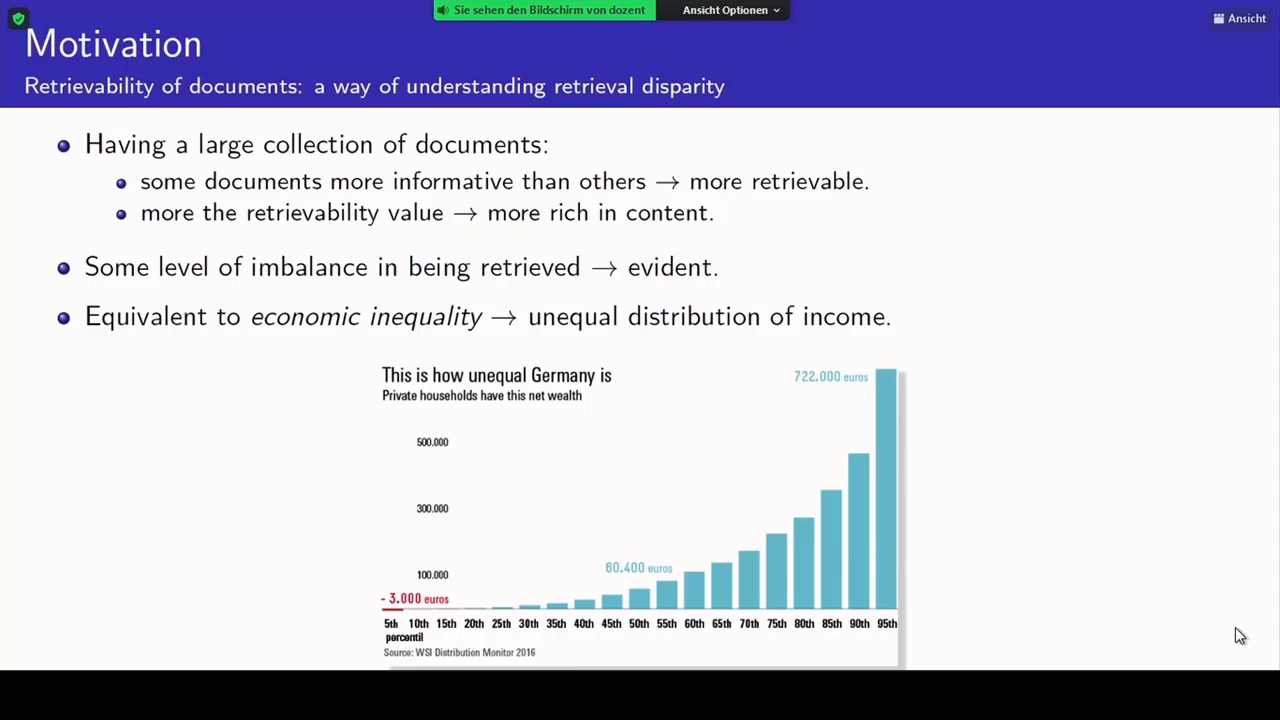 Sie sehen den Bildschirm von dozent
Ansicht Optionen
Ansicht
Motivation
Retrievability of documents: a way of understanding retrieval disparity
Having a large collection of documents:
some documents more informative than others → more retrievable.
more the retrievability value → more rich in content.
Some level of imbalance in being retrieved → evident.
Equivalent to economic inequality → unequal distribution of income.
This is how unequal Germany is
Private households have this net wealth
722.000 euros
500.000
300.000
60.400 euros
100.000
- 3.000 euros
5th 10th 15th 20th 25th 30th 35th 40th 45th 50th 55th 60th 65th 70th 75th 80th 85th 90th 95th
percentil
Source: WSI Distribution Monitor 2016